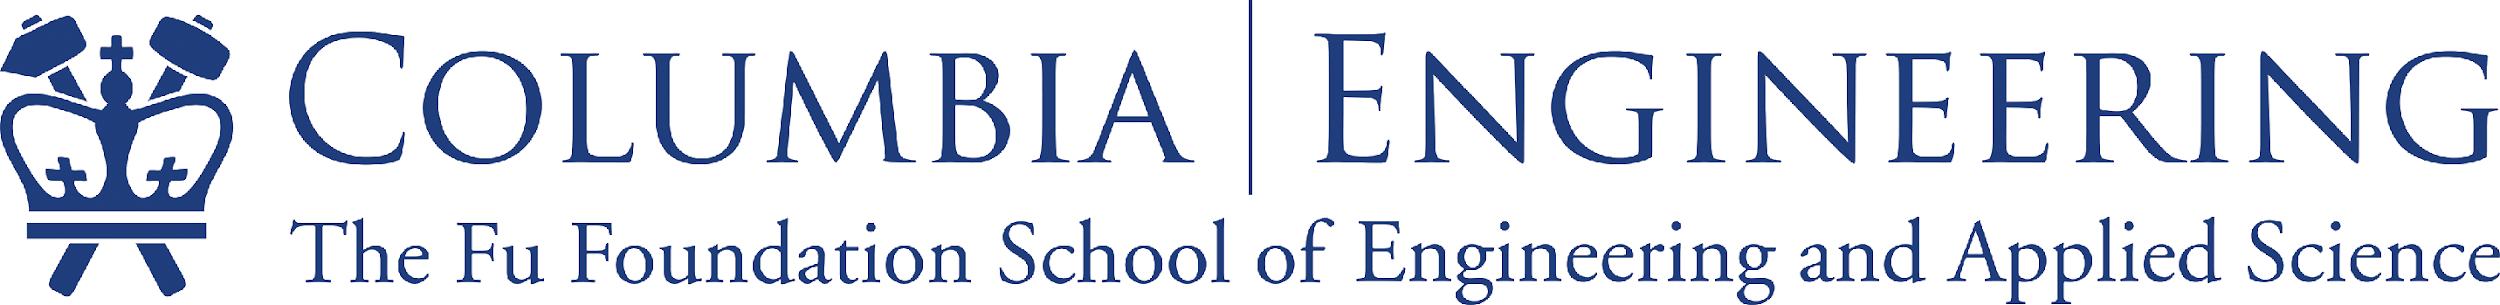 COLUMBIA | ENGINEERING
The Fu Foundation School of Engineering and Applied Science